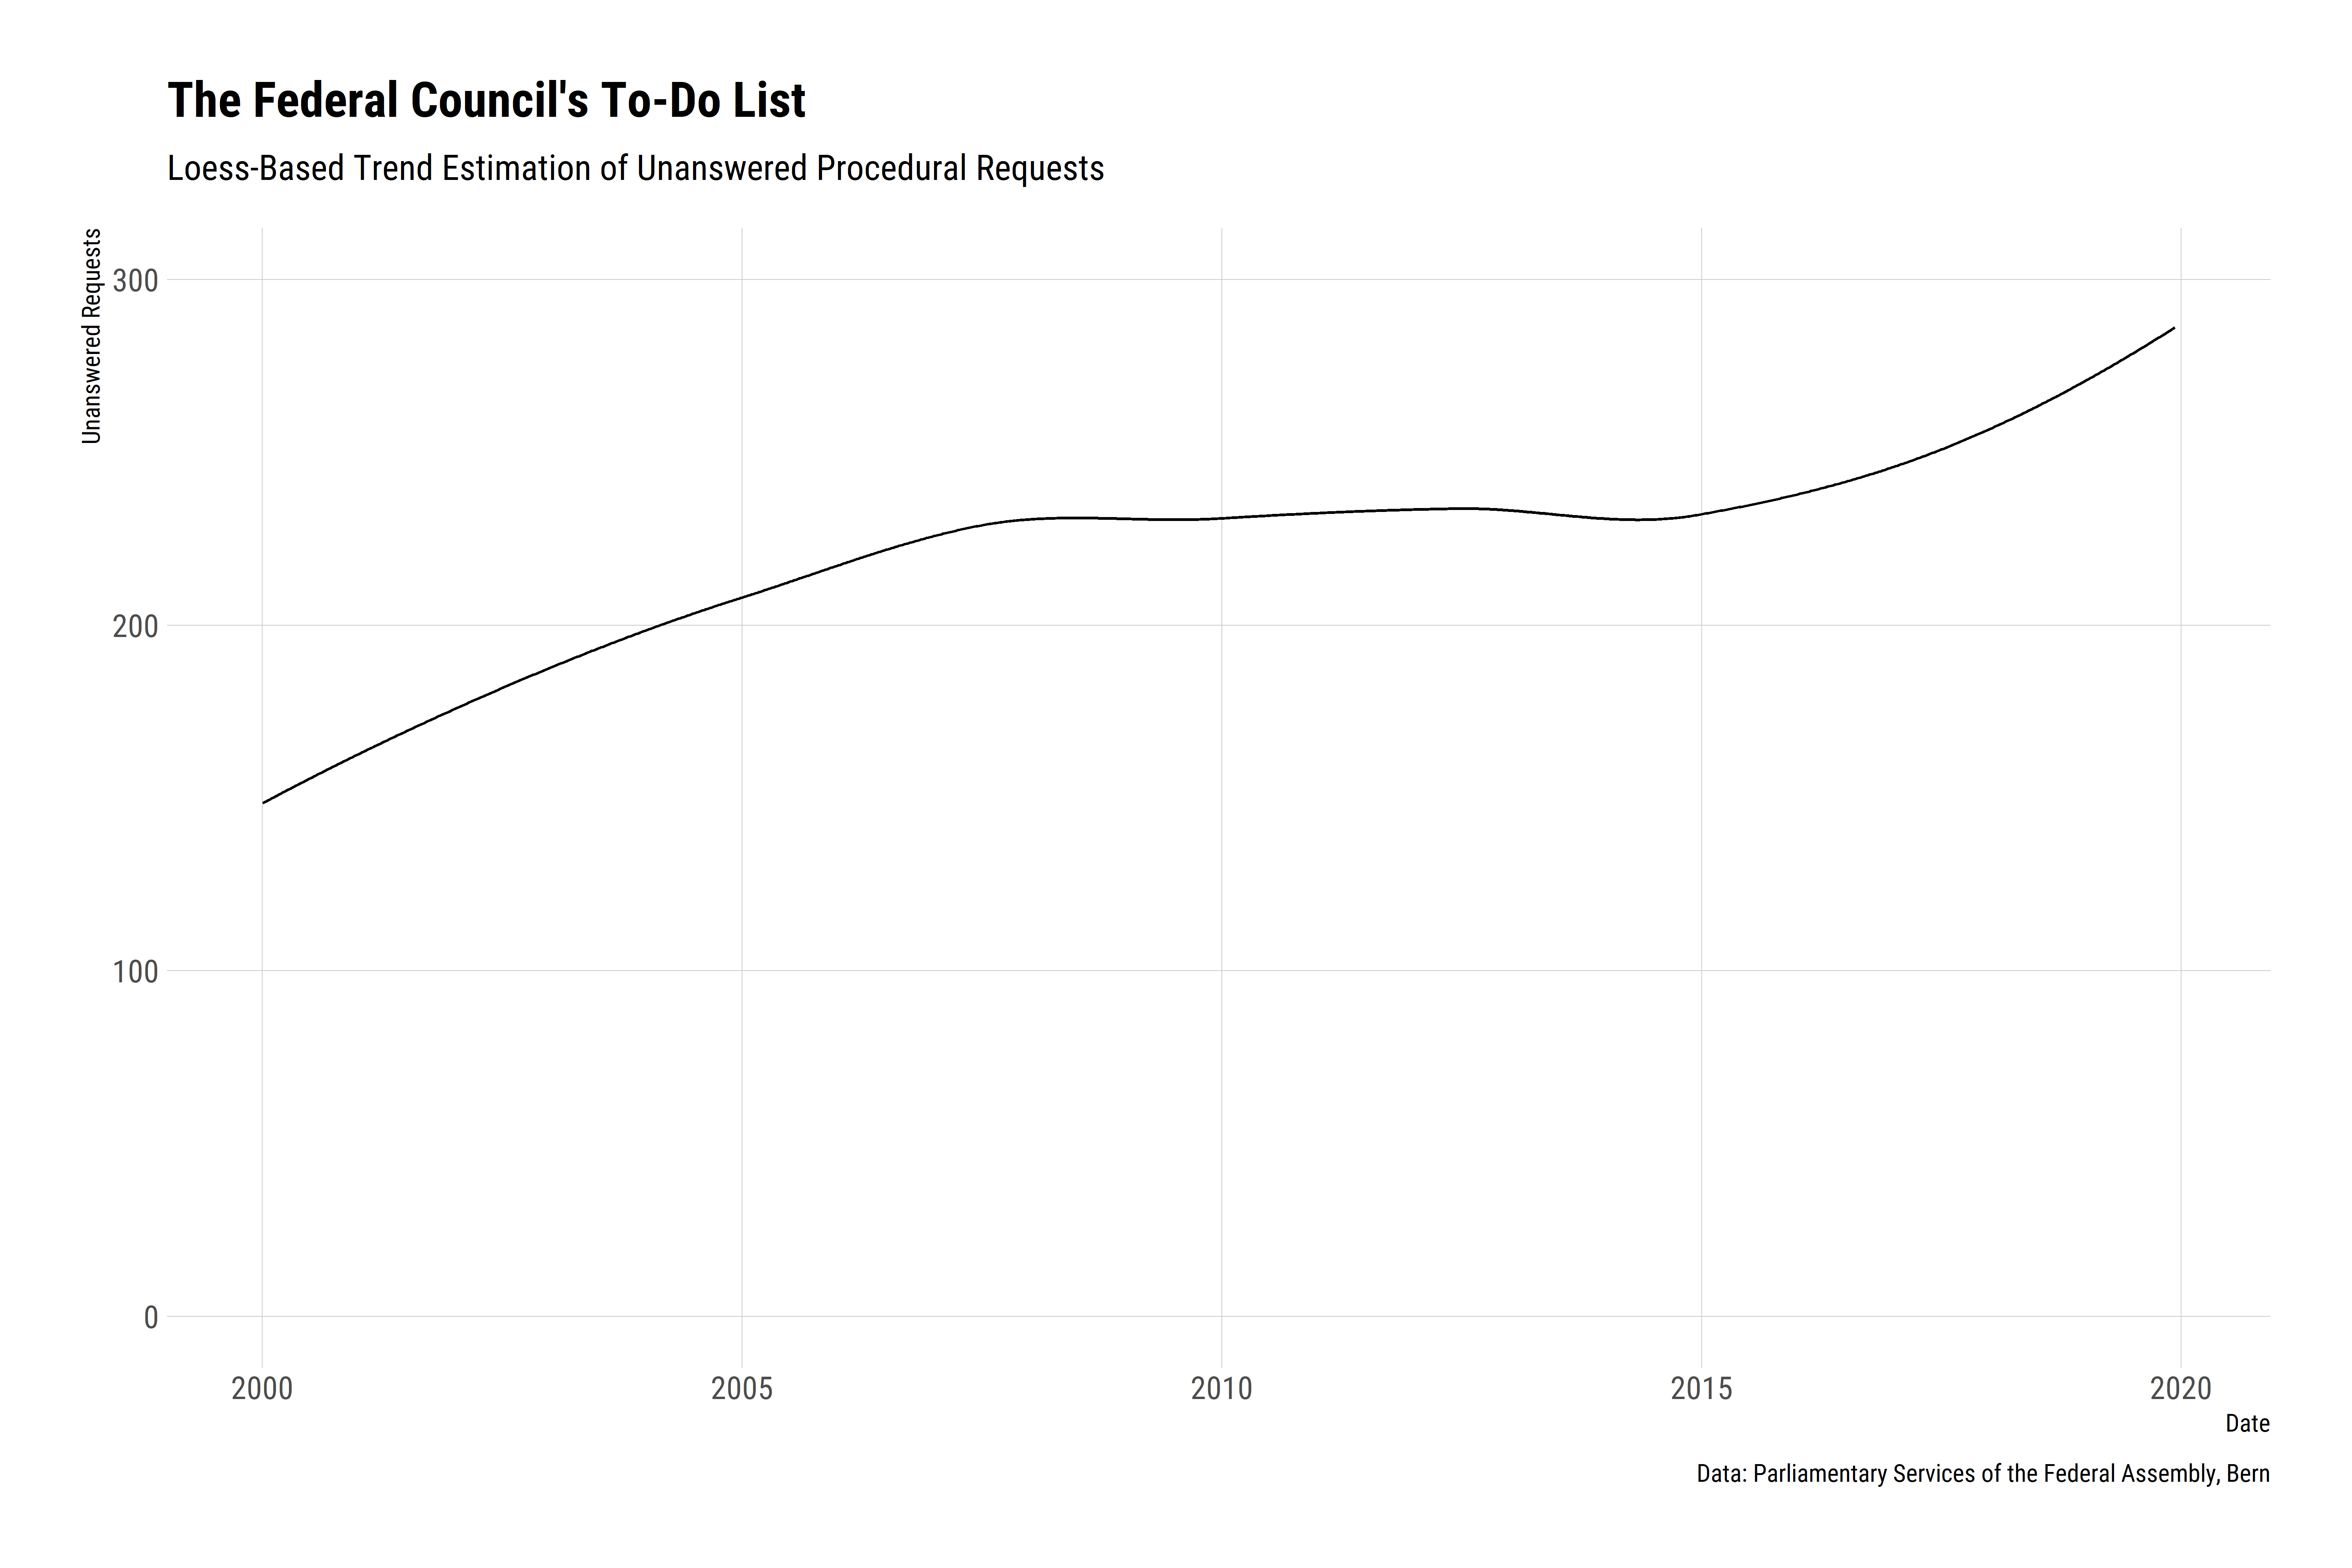 The Federal Council's To-Do List
Loess-Based Trend Estimation of Unanswered Procedural Requests
Unanswered Requests
300
200
100
0
2000 2005 2010 2015 2020
Date
Data: Parliamentary Services of the Federal Assembly, Bern